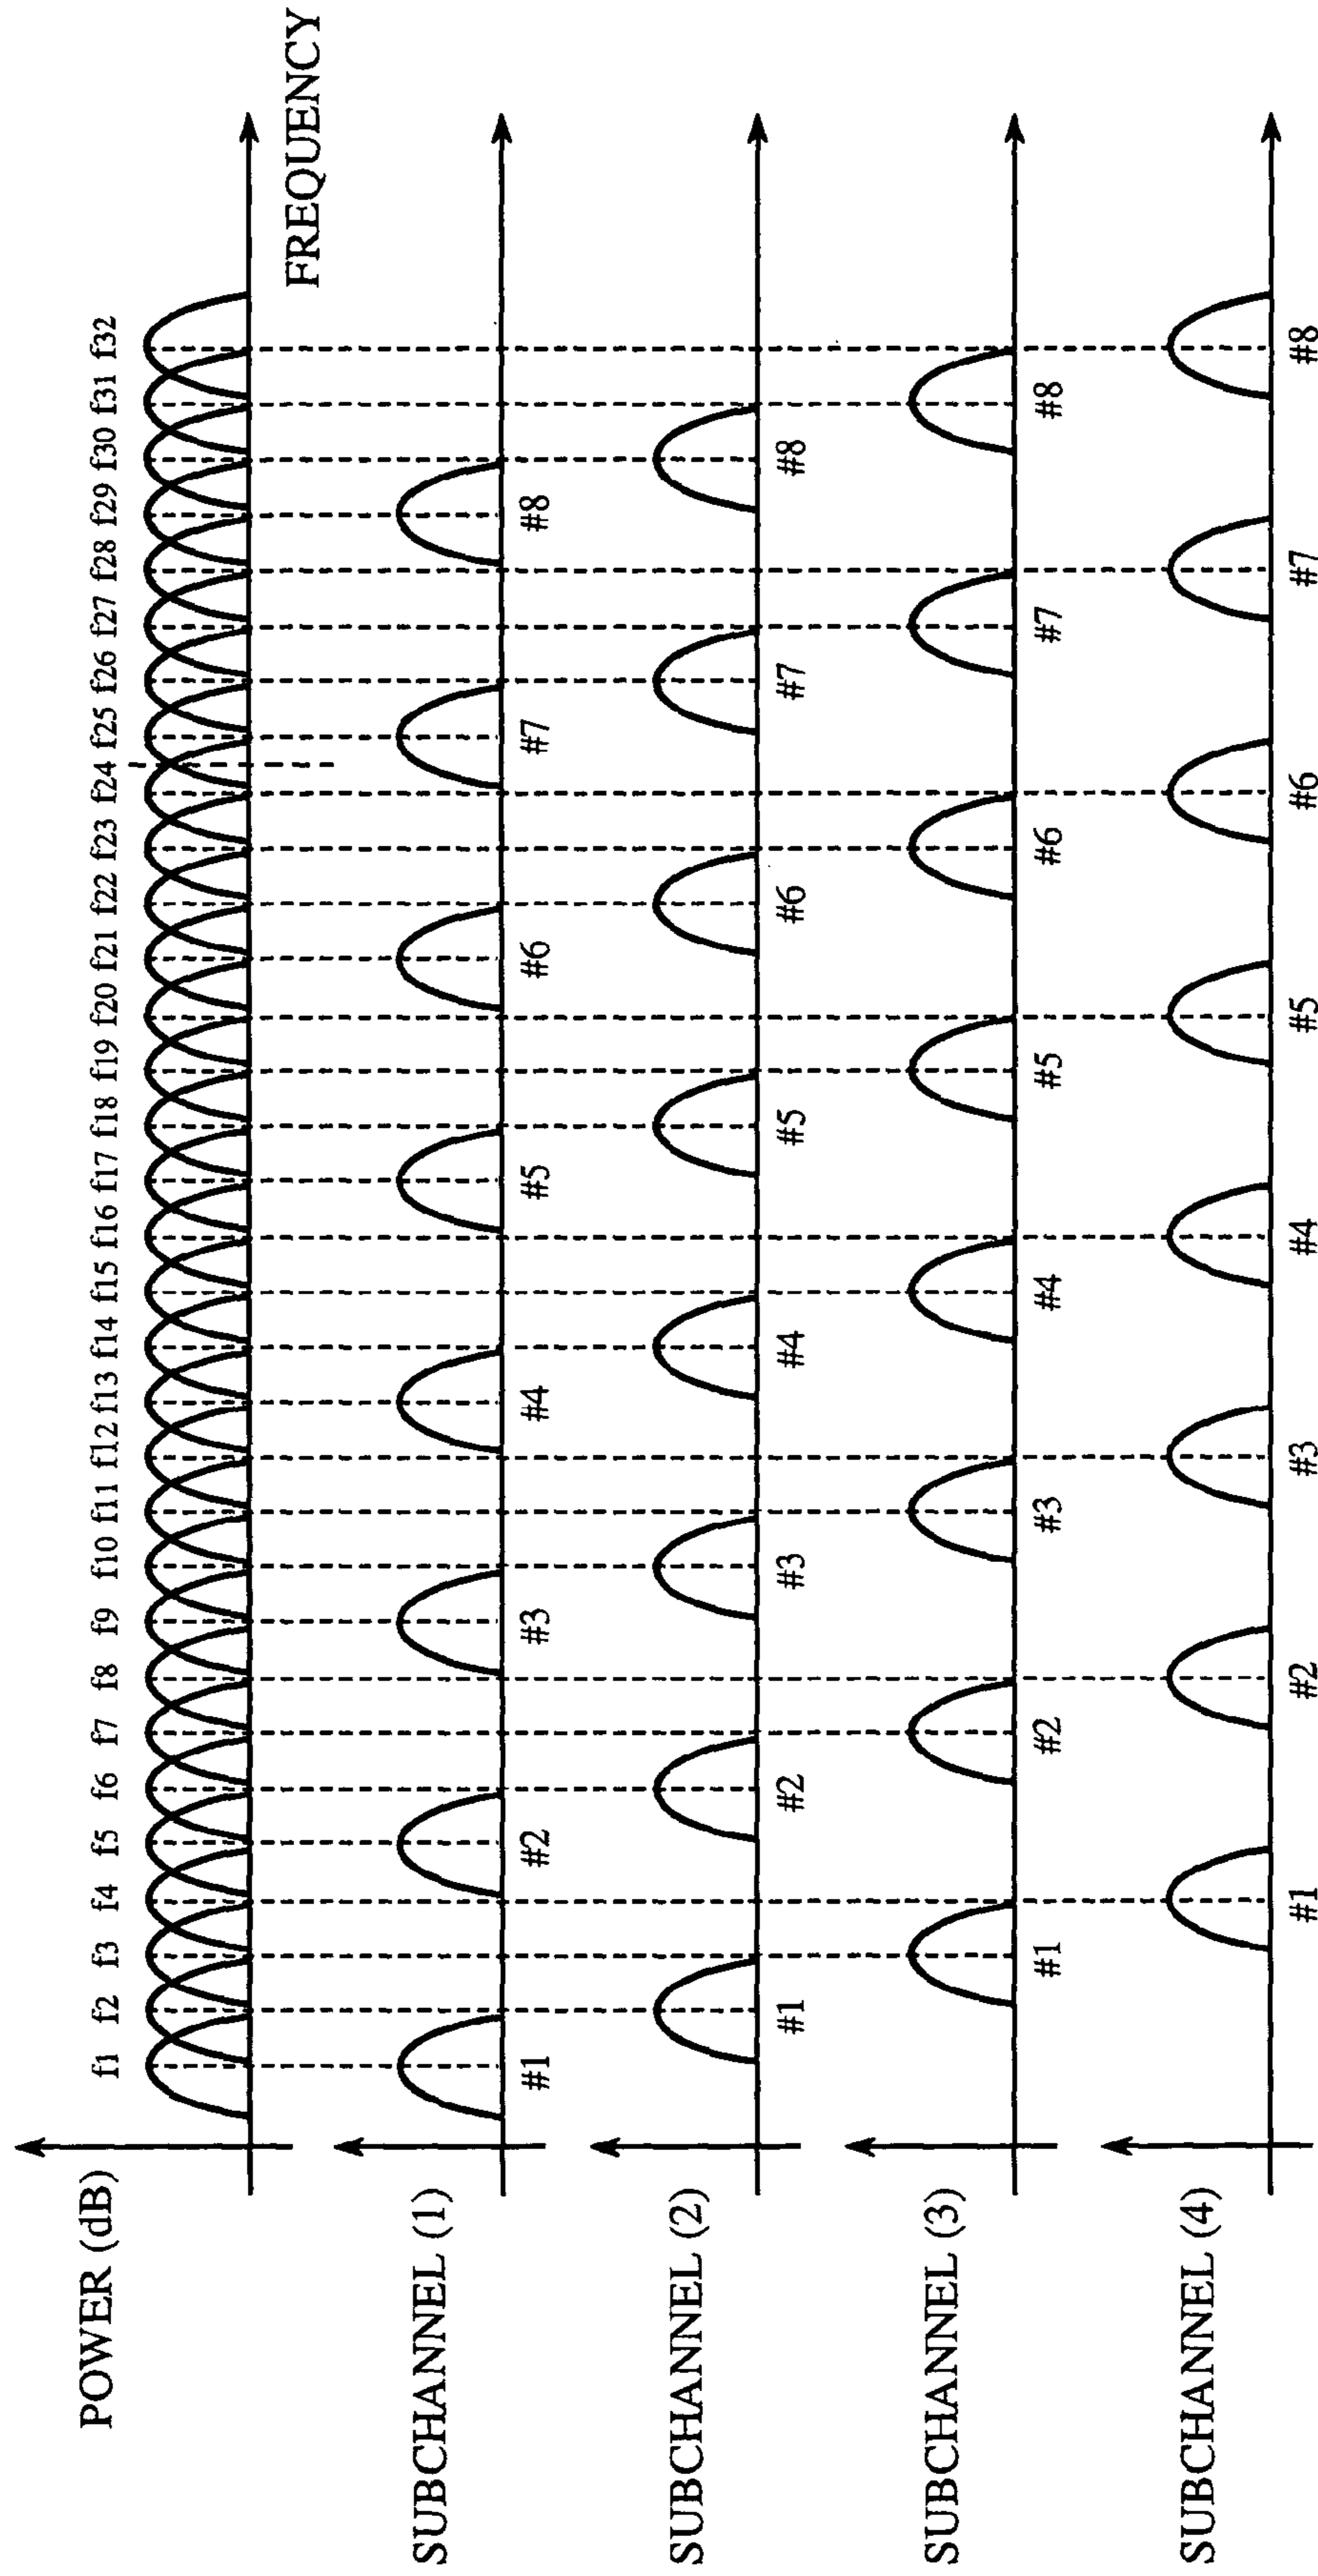 POWER (dB)
f1 f2 f3 f4 f5 f6 f7 f8 f9 f10 f11 f12 f13 f14 f15 f16 f17 f18 f19 f20 f21 f22 f23 f24 f25 f26 f27 f28 f29 f30 f31 f32
FREQUENCY
SUBCHANNEL (1)
#1 #2 #3 #4 #5 #6 #7 #8
SUBCHANNEL (2)
#1 #2 #3 #4 #5 #6 #7 #8
SUBCHANNEL (3)
#1 #2 #3 #4 #5 #6 #7 #8
SUBCHANNEL (4)
#1 #2 #3 #4 #5 #6 #7 #8